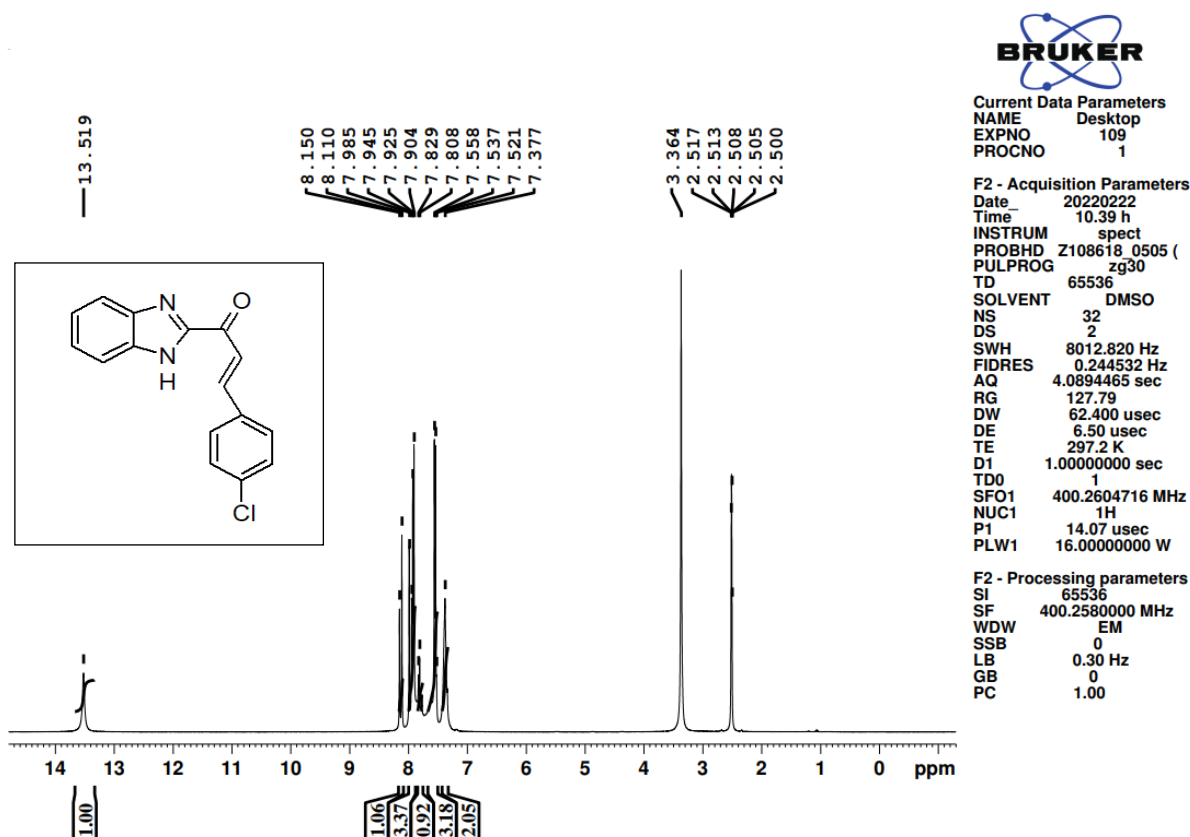 BRUKER
13.519
8.150
8.110
7.985
7.945
7.925
7.904
7.829
7.808
7.558
7.537
7.521
7.377
3.364
2.517
2.513
2.508
2.505
2.500
N
O
N
H
Cl
Current Data Parameters
NAME Desktop
EXPNO 109
PROCNO 1
F2 - Acquisition Parameters
Date_ 20220222
Time 10.39 h
INSTRUM spect
PROBHD Z108618_0505 (
PULPROG zg30
TD 65536
SOLVENT DMSO
NS 32
DS 2
SWH 8012.820 Hz
FIDRES 0.244532 Hz
AQ 4.0894465 sec
RG 127.79
DW 62.400 usec
DE 6.50 usec
TE 297.2 K
D1 1.00000000 sec
TD0 1
SFO1 400.2604716 MHz
NUC1 1H
P1 14.07 usec
PLW1 16.00000000 W
F2 - Processing parameters
SI 65536
SF 400.2580000 MHz
WDW EM
SSB 0
LB 0.30 Hz
GB 0
PC 1.00
14 13 12 11 10 9 8 7 6 5 4 3 2 1 0 ppm
1.00
1.06
3.37
0.92
3.18
2.05